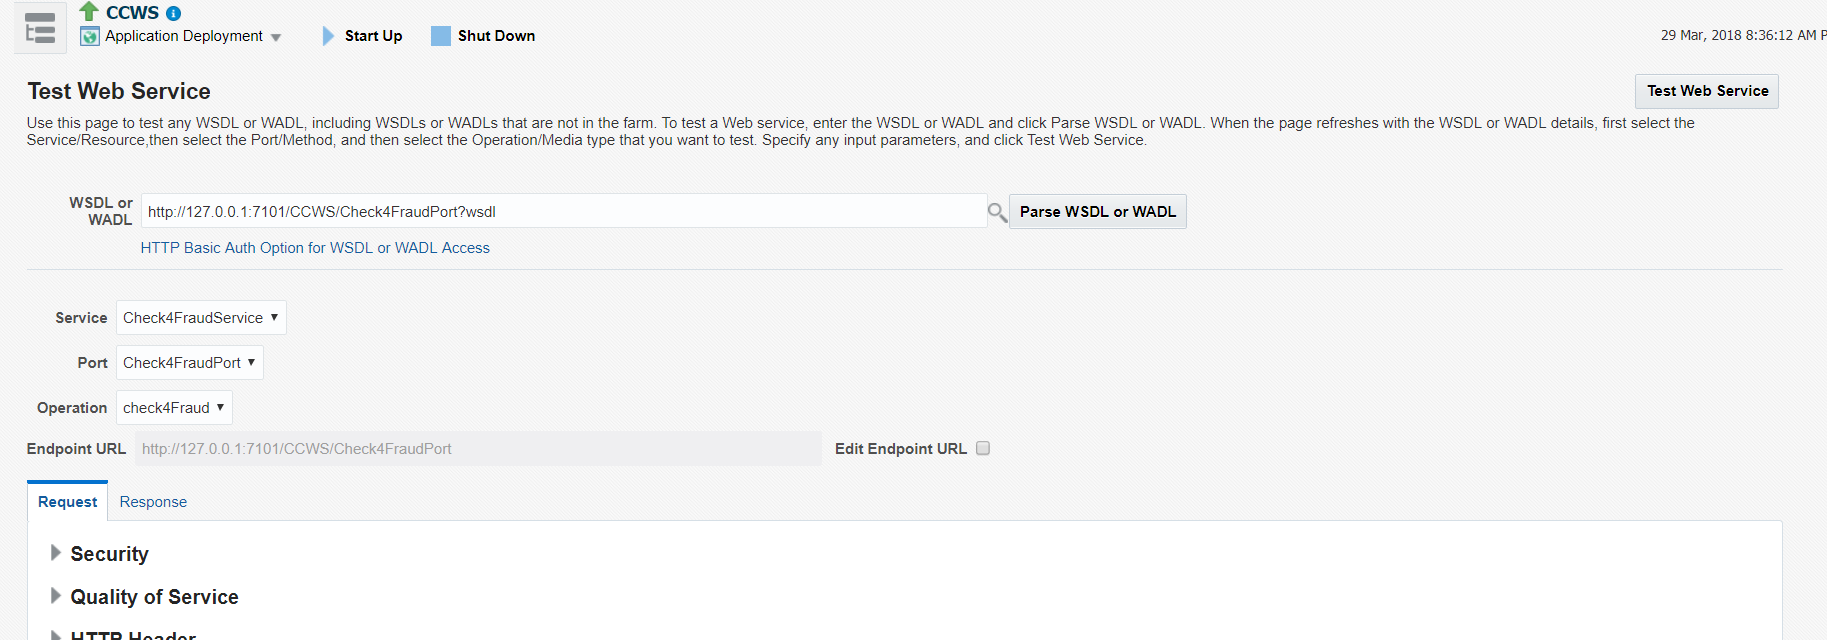 CCWS
Application Deployment
Start Up
Shut Down
29 Mar, 2018 8:36:12 AM P
Test Web Service
Test Web Service
Use this page to test any WSDL or WADL, including WSDLs or WADLs that are not in the farm. To test a Web service, enter the WSDL or WADL and click Parse WSDL or WADL. When the page refreshes with the WSDL or WADL details, first select the
Service/Resource,then select the Port/Method, and then select the Operation/Media type that you want to test. Specify any input parameters, and click Test Web Service.
WSDL or
WADL
http://127.0.0.1:7101/CCWS/Check4FraudPort?wsdl
Parse WSDL or WADL
HTTP Basic Auth Option for WSDL or WADL Access
Service Check4FraudService
Port Check4FraudPort
Operation check4Fraud
Endpoint URL http://127.0.0.1:7101/CCWS/Check4FraudPort Edit Endpoint URL
Request Response
Security
Quality of Service
HTTP Header